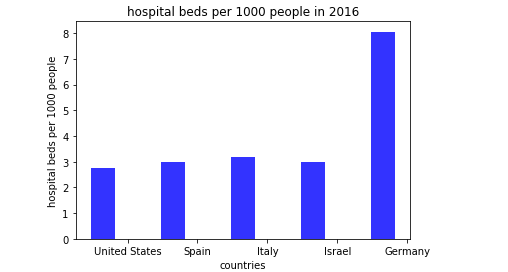 hospital beds per 1000 people in 2016
hospital beds per 1000 people
8
7
6
5
4
3
2
1
0
United States Spain Italy Israel Germany
countries